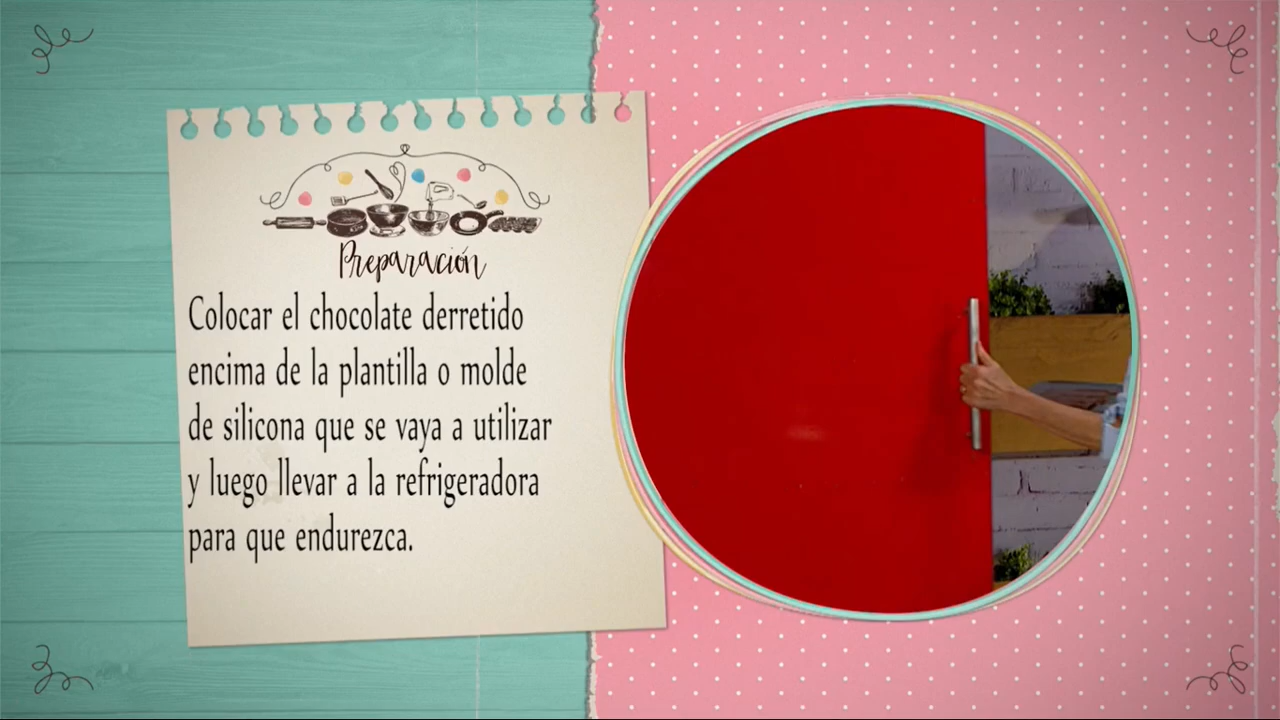 Preparación
Colocar el chocolate derretido
encima de la plantilla o molde
de silicona que se vaya a utilizar
y luego llevar a la refrigeradora
para que endurezca.